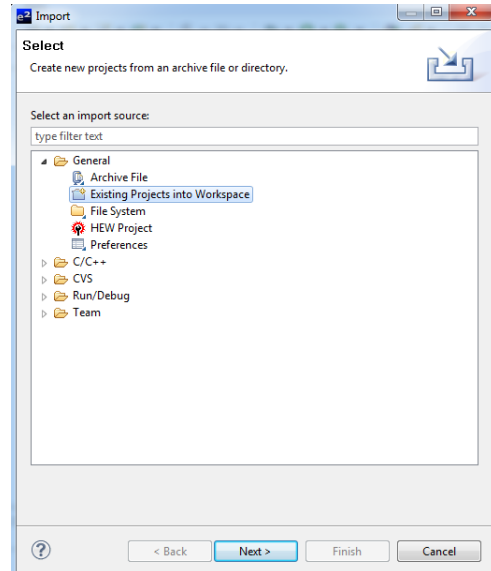 e² Import
Select
Create new projects from an archive file or directory.
Select an import source:
type filter text
General
Archive File
Existing Projects into Workspace
File System
HEW Project
Preferences
C/C++
CVS
Run/Debug
Team
? < Back Next > Finish Cancel